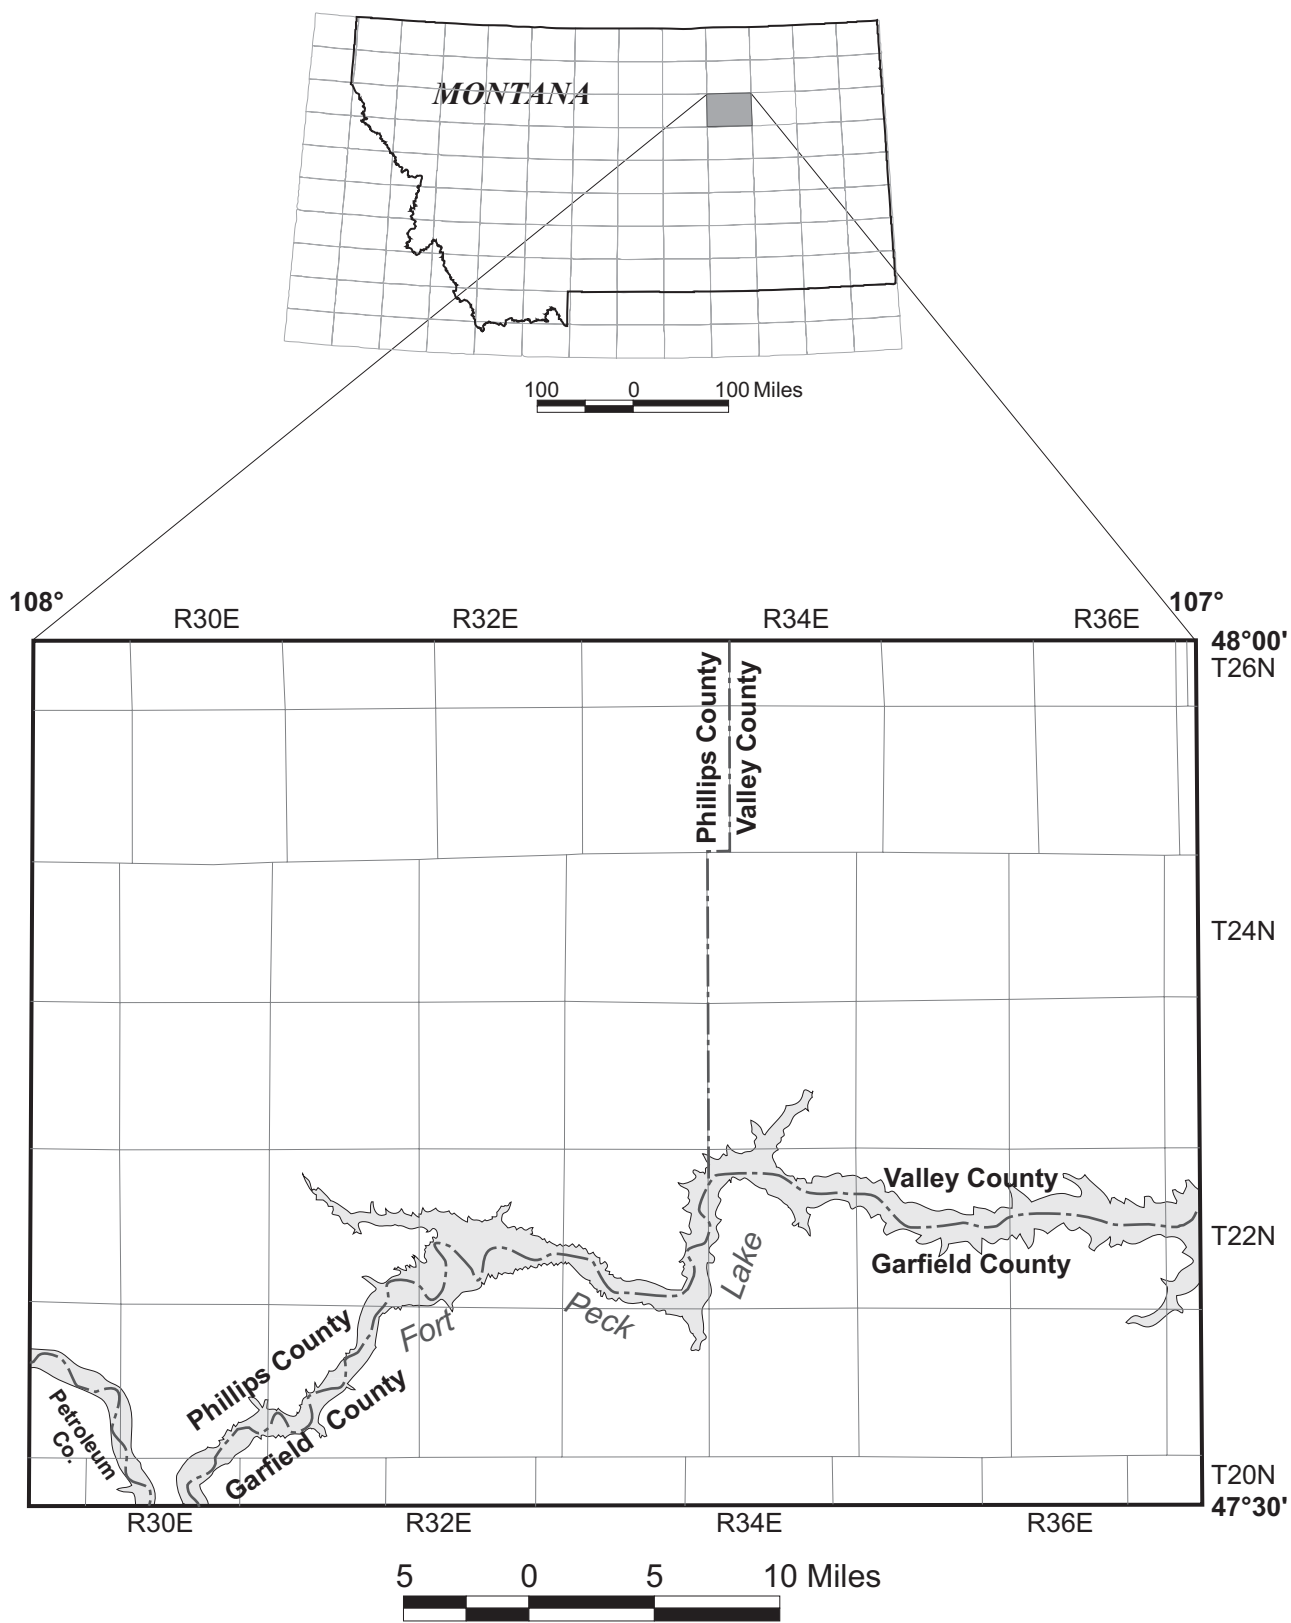 MONTANA
100 0 100 Miles
108° 107°
R30E R32E R34E R36E
48°00'
T26N
Phillips County
Valley County
T24N
Valley County
T22N
Garfield County
Lake
Peck
Fort
Phillips County
Garfield County
Petroleum
Co.
T20N
47°30'
R30E R32E R34E R36E
5 0 5 10 Miles